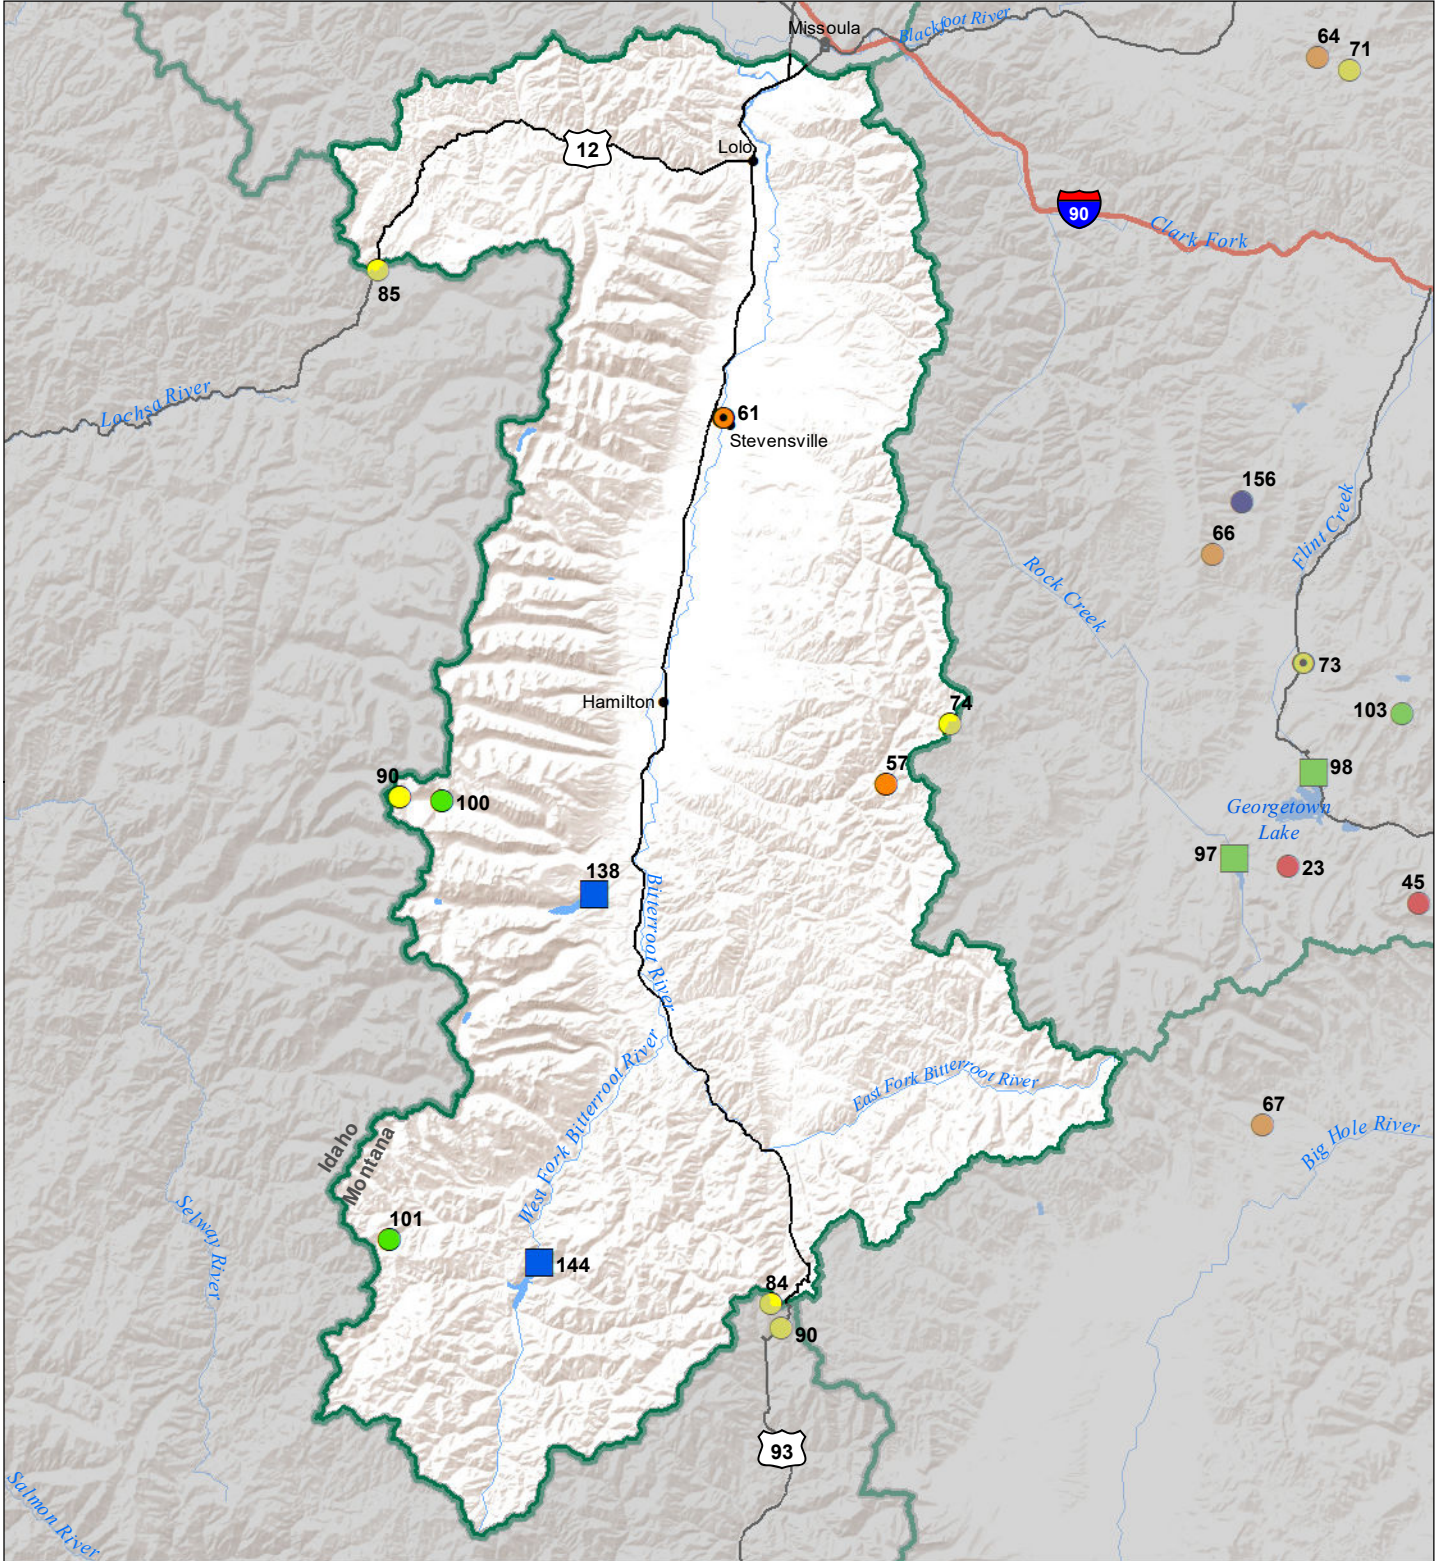 Missoula
Blackfoot River
64
71
12
Lolo
90
Clark Fork
85
Lochsa River
61
Stevensville
156
66
Flint Creek
Rock Creek
73
Hamilton
74
103
57
98
90
100
Georgetown
Lake
97
23
138
45
Bitterroot River
West Fork Bitterroot River
East Fork Bitterroot River
67
Big Hole River
Idaho
Montana
Selway River
101
144
84
90
93
Salmon River